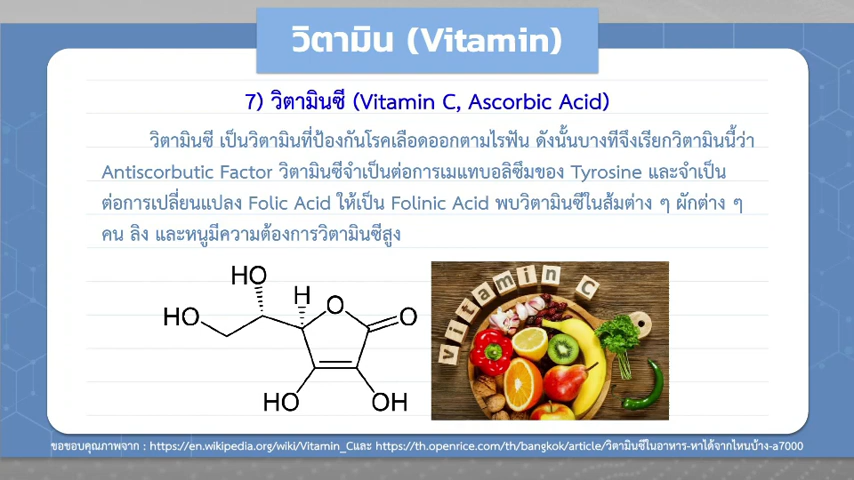 วิตามิน (Vitamin)
7) วิตามินซี (Vitamin C, Ascorbic Acid)
วิตามินซี เป็นวิตามินที่ป้องกันโรคเลือดออกตามไรฟัน ดังนั้นบางทีจึงเรียกวิตามินนี้ว่า
Antiscorbutic Factor วิตามินซีจำเป็นต่อการเมแทบอลิซึมของ Tyrosine และจำเป็น
ต่อการเปลี่ยนแปลง Folic Acid ให้เป็น Folinic Acid พบวิตามินซีในส้มต่าง ๆ ผักต่าง ๆ
คน ลิง และหนูมีความต้องการวิตามินซีสูง
HO
H
O
HO
O
HO
OH
vitamin C
ขอขอบคุณภาพจาก : https://en.wikipedia.org/wiki/Vitamin_Cและ https://th.openrice.com/th/bangkok/article/วิตามินซีในอาหาร-หาได้จากไหนบ้าง-a7000